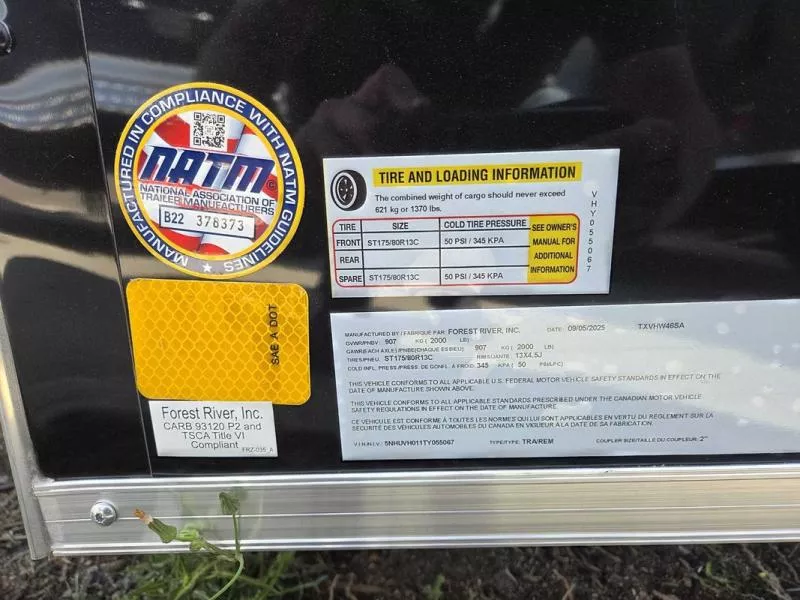 MANUFACTURED IN COMPLIANCE WITH NATM GUIDELINES
NATM
NATIONAL ASSOCIATION OF
TRAILER MANUFACTURERS
B22 378373
SAE A DOT
Forest River, Inc.
CARB 93120 P2 and
TSCA Title VI
Compliant
FRZ-035_A
TIRE AND LOADING INFORMATION
The combined weight of cargo should never exceed
621 kg or 1370 lbs.
TIRE SIZE COLD TIRE PRESSURE
FRONT ST175/80R13C 50 PSI / 345 KPA
REAR
SPARE ST175/80R13C 50 PSI / 345 KPA
SEE OWNER'S
MANUAL FOR
ADDITIONAL
INFORMATION
VHY055067
MANUFACTURED BY / FABRIQUE PAR: FOREST RIVER, INC. DATE: 09/05/2025 TXVHW46SA
GVWR/PNBV: 907 KG ( 2000 LB)
GAWR(EACH AXLE)/PNBE(CHAQUE ESSIEU) 907 KG ( 2000 LB)
TIRES/PNEU: ST175/80R13C RIMS/JANTE: 13X4.5J
COLD INFL. PRESS./PRESS. DE GONFL. A FROID: 345 KPA ( 50 PSI/LPC)
THIS VEHICLE CONFORMS TO ALL APPLICABLE U.S. FEDERAL MOTOR VEHICLE SAFETY STANDARDS IN EFFECT ON THE
DATE OF MANUFACTURE SHOWN ABOVE.
THIS VEHICLE CONFORMS TO ALL APPLICABLE STANDARDS PRESCRIBED UNDER THE CANADIAN MOTOR VEHICLE
SAFETY REGULATIONS IN EFFECT ON THE DATE OF MANUFACTURE
CE VEHICULE EST CONFORME À TOUTES LES NORMES QUI LUI SONT APPLICABLES EN VERTU DU REGLEMENT SUR LA
SÉCURITÉ DES VÉHICULES AUTOMOBILES DU CANADA EN VIGUEUR A LA DATE DE SA FABRICATION.
V.I.N./N.I.V.: 5NHUVH011TY055067 TYPE/TYPE: TRA/REM COUPLER SIZE/TAILLE DU COUPLEUR: 2"